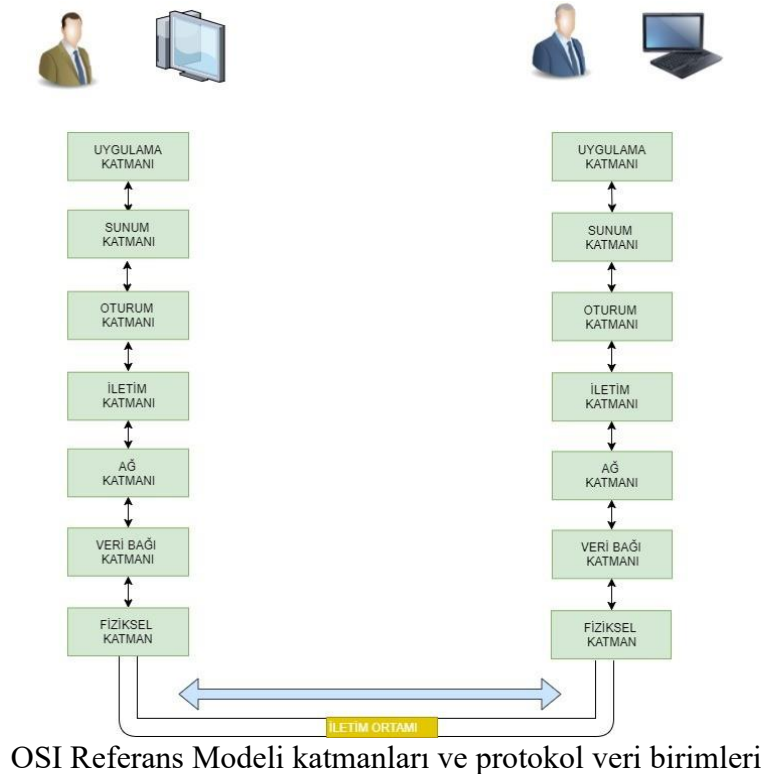 UYGULAMA
KATMANI
SUNUM
KATMANI
OTURUM
KATMANI
İLETİM
KATMANI
AĞ
KATMANI
VERİ BAĞI
KATMANI
FİZİKSEL
KATMAN
UYGULAMA
KATMANI
SUNUM
KATMANI
OTURUM
KATMANI
İLETİM
KATMANI
AĞ
KATMANI
VERİ BAĞI
KATMANI
FİZİKSEL
KATMAN
İLETİM ORTAMI
OSI Referans Modeli katmanları ve protokol veri birimleri